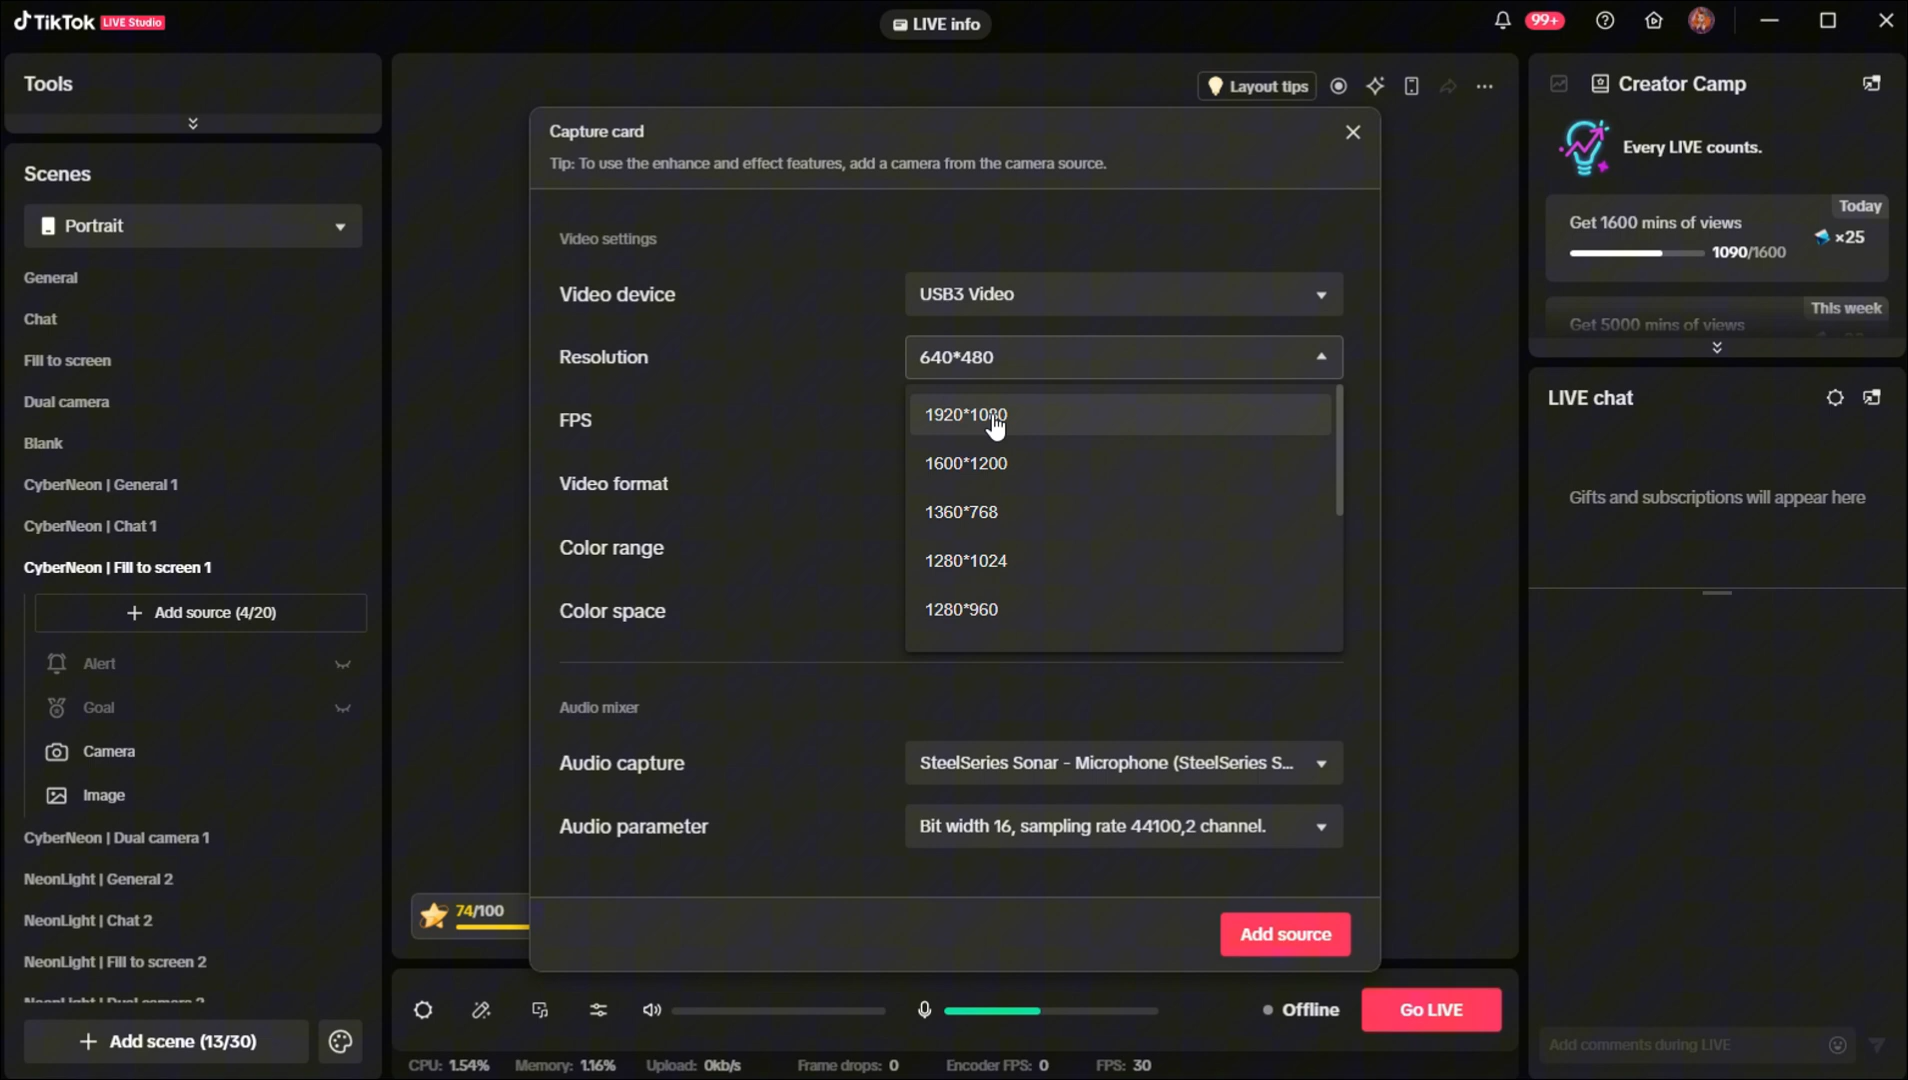 TikTok LIVE Studio
LIVE info
99+
Tools
Scenes
Portrait
General
Chat
Fill to screen
Dual camera
Blank
CyberNeon | General 1
CyberNeon | Chat 1
CyberNeon | Fill to screen 1
Add source (4/20)
Alert
Goal
Camera
Image
CyberNeon | Dual camera 1
NeonLight | General 2
NeonLight | Chat 2
NeonLight | Fill to screen 2
NeonLight | Dual camera 2
Add scene (13/30)
Layout tips
Capture card
Tip: To use the enhance and effect features, add a camera from the camera source.
Video settings
Video device
USB3 Video
Resolution
640*480
1920*1080
FPS
1600*1200
Video format
1360*768
Color range
1280*1024
Color space
1280*960
Audio mixer
Audio capture
SteelSeries Sonar - Microphone (SteelSeries S...
Audio parameter
Bit width 16, sampling rate 44100,2 channel.
74/100
Add source
Offline
Go LIVE
CPU: 1.54% Memory: 1.16% Upload: 0kb/s Frame drops: 0 Encoder FPS: 0 FPS: 30
Creator Camp
Every LIVE counts.
Today
Get 1600 mins of views
×25
1090/1600
This week
Get 5000 mins of views
LIVE chat
Gifts and subscriptions will appear here
Add comments during LIVE